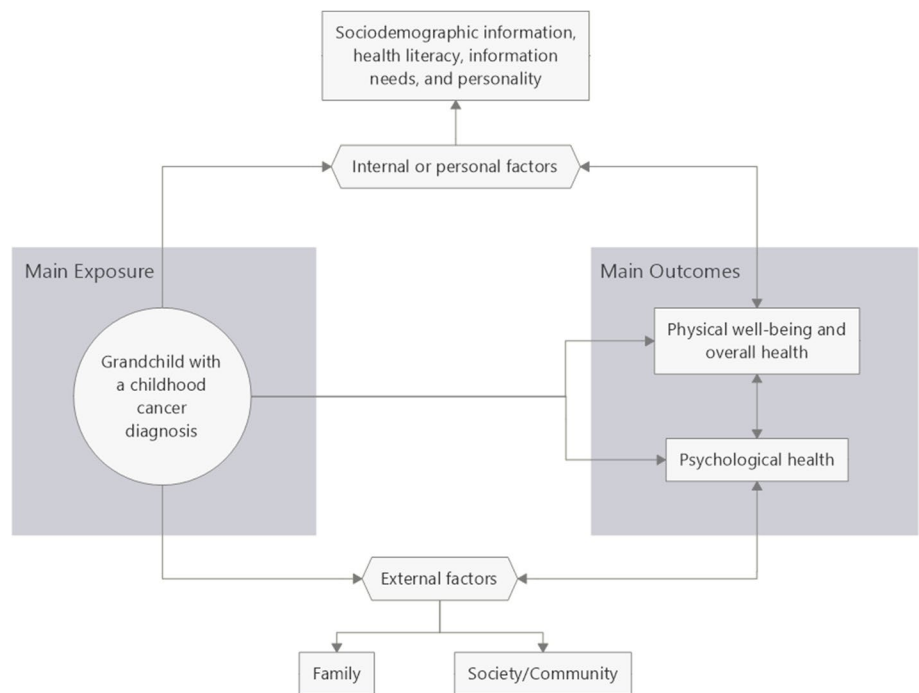 Sociodemographic information,
health literacy, information
needs, and personality
Internal or personal factors
Main Exposure
Grandchild with
a childhood
cancer
diagnosis
Main Outcomes
Physical well-being and
overall health
Psychological health
External factors
Family
Society/Community